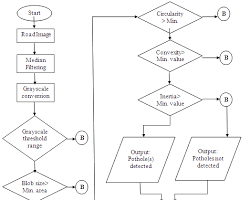 Start
Road Image
Median
Filtering
Grayscale
conversion
Grayscale
threshold
range
B
Blob size>
Min. area
B
Circularity
> Min.
B
Convexity>
Min. value
B
Inertia>
Min. value
B
Output:
Pothole(s)
detected
Output:
Potholes not
detected